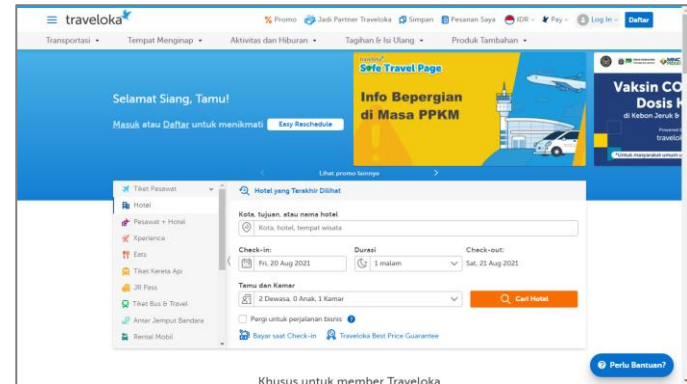 traveloka
% Promo Jadi Partner Traveloka Simpan Pesanan Saya IDR Pay Log In Daftar
Transportasi Tempat Menginap Aktivitas dan Hiburan Tagihan & Isi Ulang Produk Tambahan
Selamat Siang, Tamu!
Masuk atau Daftar untuk menikmati Easy Reschedule
traveloka
Safe Travel Page
Info Bepergian
di Masa PPKM
Vaksin CO
Dosis
di Kebon Jeruk &
Powered
travelo
*Untuk masyarakat umum
Lihat promo lainnya
Tiket Pesawat
Hotel
Pesawat + Hotel
Xperience
Eats
Tiket Kereta Api
JR Pass
Tiket Bus & Travel
Antar Jemput Bandara
Rental Mobil
Hotel yang Terakhir Dilihat
Kota, tujuan, atau nama hotel
Kota, hotel, tempat wisata
Check-in: Durasi Check-out:
Fri, 20 Aug 2021 1 malam Sat, 21 Aug 2021
Tamu dan Kamar
2 Dewasa, 0 Anak, 1 Kamar Cari Hotel
Pergi untuk perjalanan bisnis
Bayar saat Check-in Traveloka Best Price Guarantee
Perlu Bantuan?
Khusus untuk member Traveloka